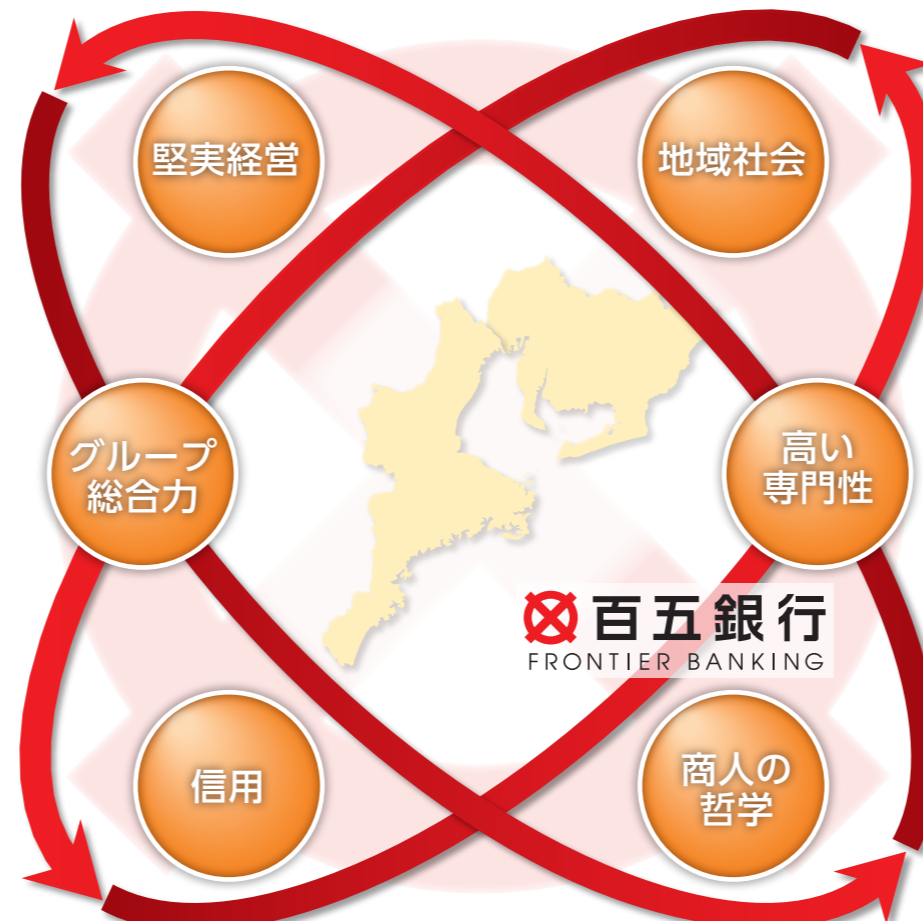 堅実経営
地域社会
グループ
総合力
高い
専門性
百五銀行
FRONTIER BANKING
信用
商人の
哲学